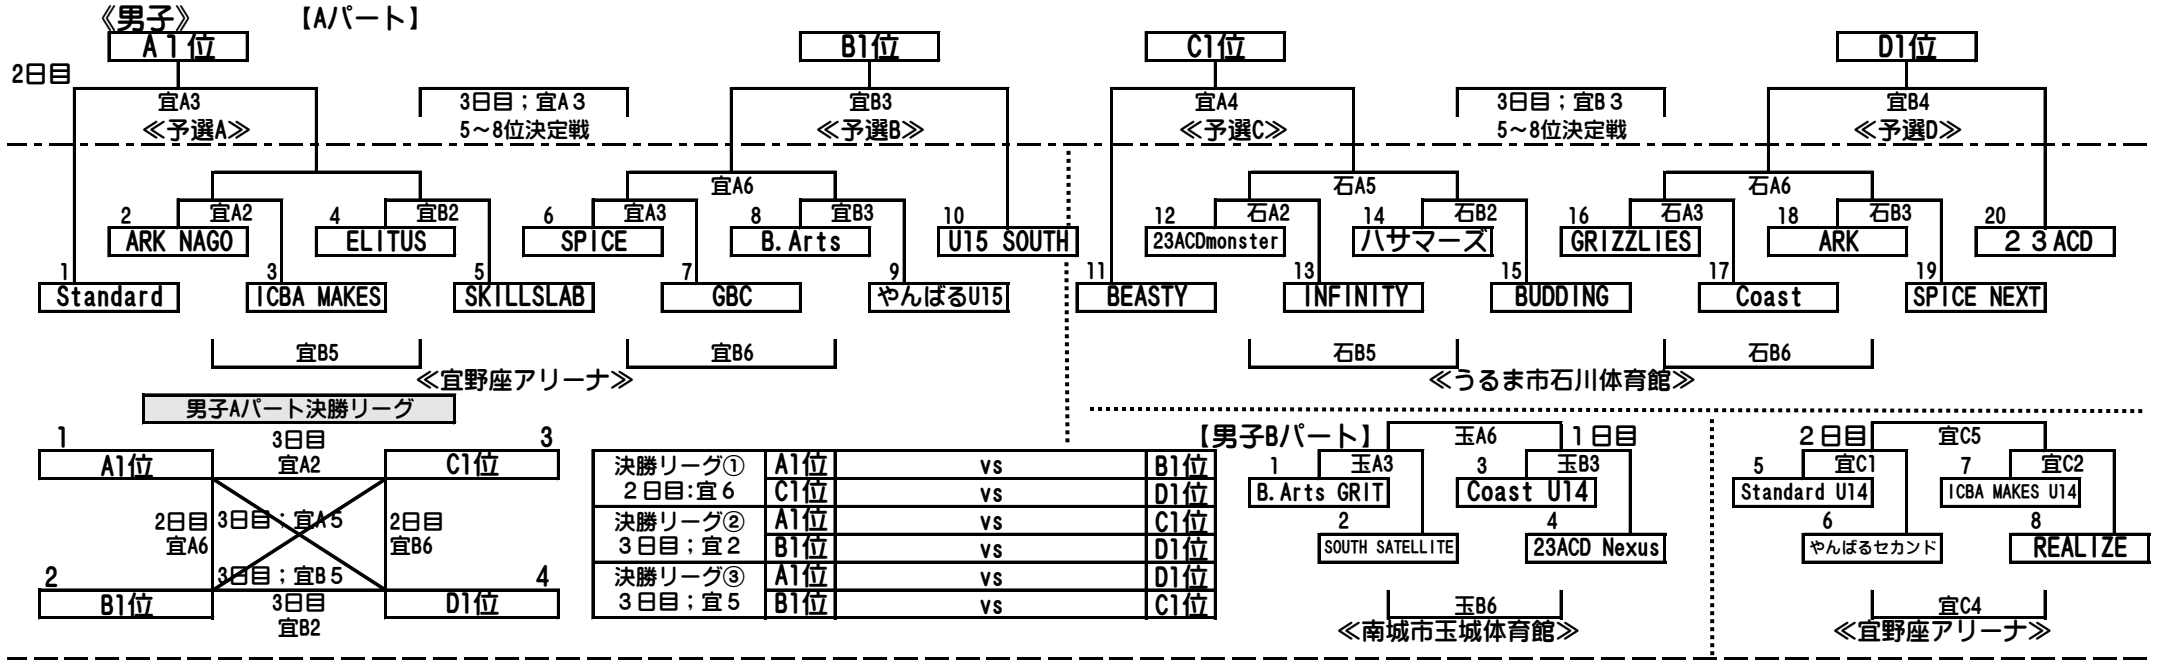 《男子》 【Aパート】
A１位 B1位 C1位 D1位
2日目
宜A3 3日目；宜A３ 宜B3 宜A4 3日目；宜B３ 宜B4
≪予選A≫ 5～8位決定戦 ≪予選B≫ ≪予選C≫ 5～8位決定戦 ≪予選D≫
宜A6 石A5 石A6
2 宜A2 4 宜B2 6 宜A3 8 宜B3 10 12 石A2 14 石B2 16 石A3 18 石B3 20
ARK NAGO ELITUS SPICE B.Arts U15 SOUTH 23ACDmonster ハサマーズ GRIZZLIES ARK ２３ACD
1 3 5 7 9 11 13 15 17 19
Standard ICBA MAKES SKILLSLAB GBC やんばるU15 BEASTY INFINITY BUDDING Coast SPICE NEXT
宜B5 宜B6 石B5 石B6
≪宜野座アリーナ≫ ≪うるま市石川体育館≫
男子Aパート決勝リーグ
1 3日目 3
A1位 宜A2 C1位
2日目 3日目；宜A５ 2日目
宜A6 宜B6
2 3日目；宜B５ 4
B1位 3日目 D1位
宜B2
決勝リーグ① A1位 vs B1位
２日目:宜６ C1位 vs D1位
決勝リーグ② A1位 vs C1位
３日目；宜２ B1位 vs D1位
決勝リーグ③ A1位 vs D1位
３日目；宜５ B1位 vs C1位
【男子Bパート】 玉A6 １日目
1 玉A3 3 玉B3
B.Arts GRIT Coast U14
2 4
SOUTH SATELLITE 23ACD Nexus
玉B6
≪南城市玉城体育館≫
２日目 宜C5
5 宜C1 7 宜C2
Standard U14 ICBA MAKES U14
6 8
やんばるセカンド REALIZE
宜C4
≪宜野座アリーナ≫